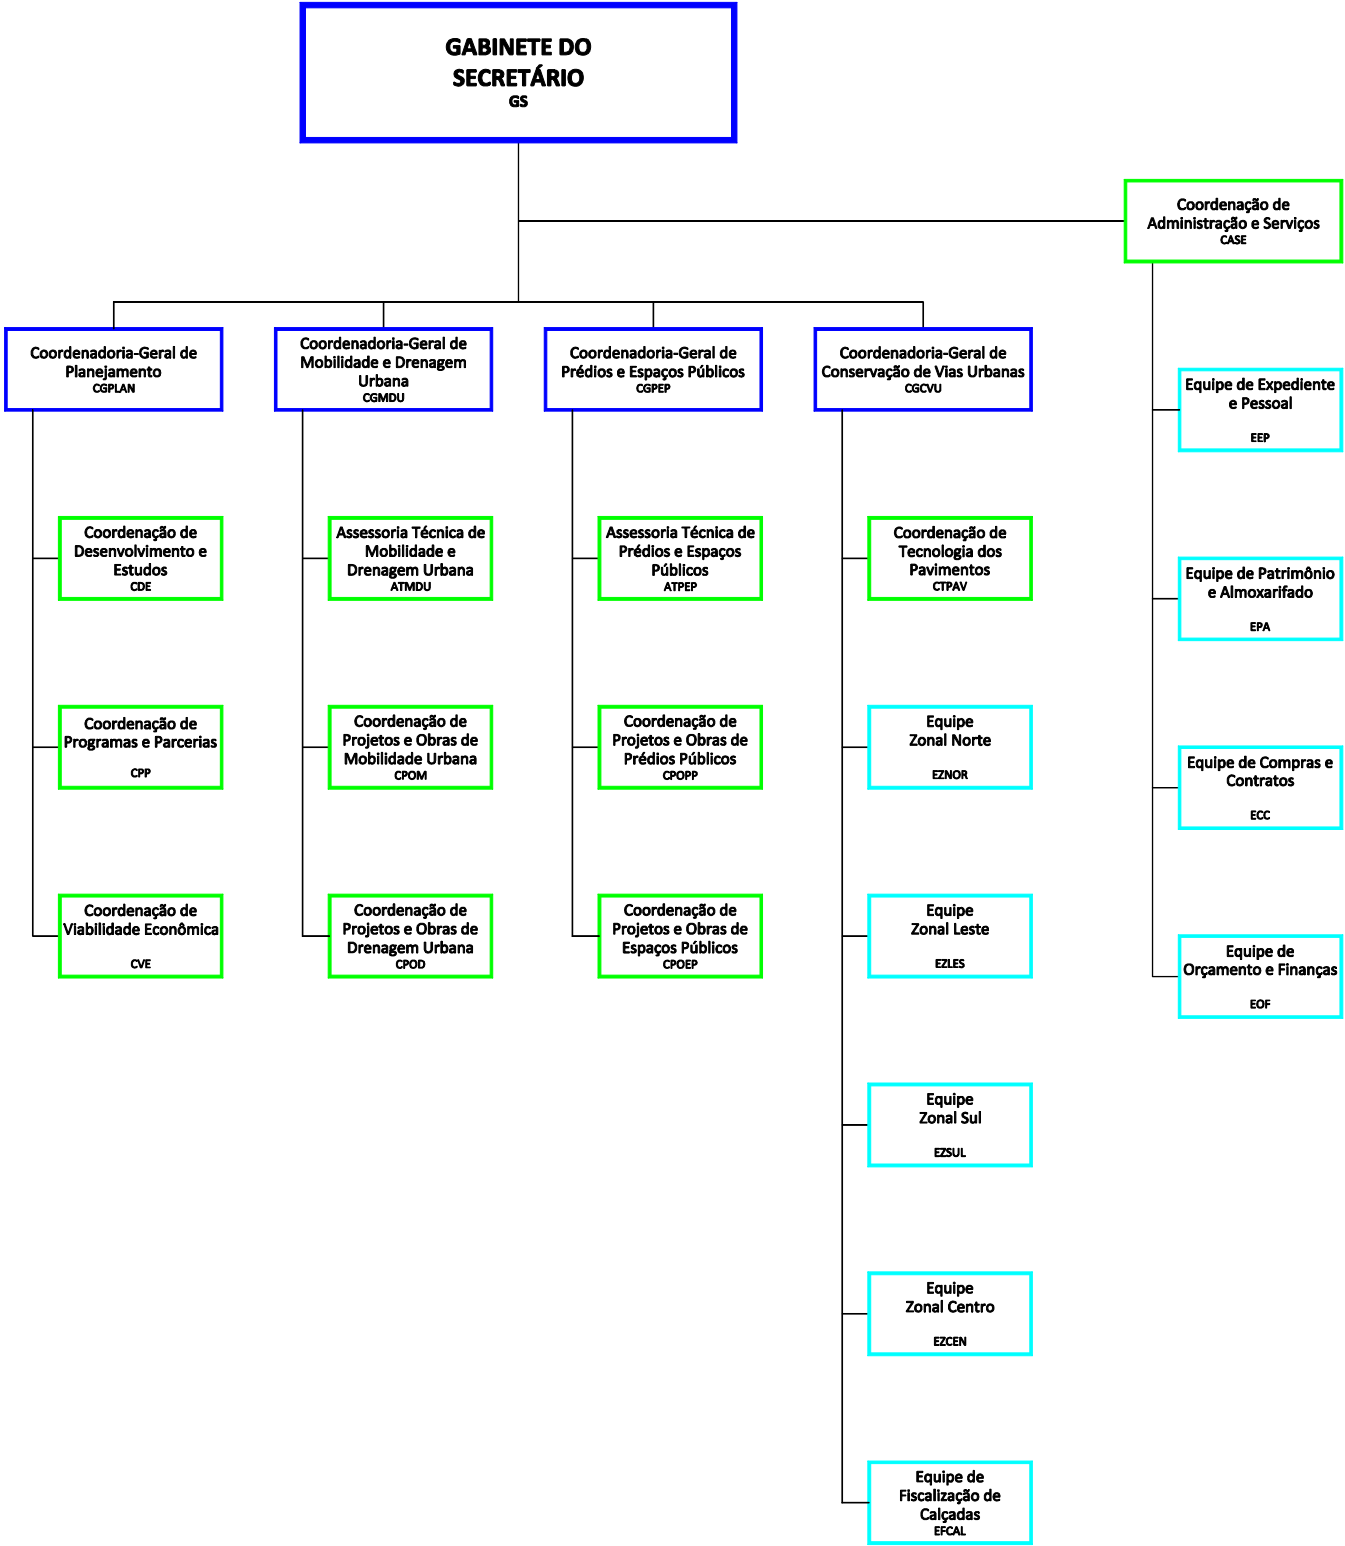 GABINETE DO
SECRETÁRIO
GS
Coordenação de
Administração e Serviços
CASE
Coordenadoria-Geral de
Planejamento
CGPLAN
Coordenadoria-Geral de
Mobilidade e Drenagem
Urbana
CGMDU
Coordenadoria-Geral de
Prédios e Espaços Públicos
CGPEP
Coordenadoria-Geral de
Conservação de Vias Urbanas
CGCVU
Equipe de Expediente
e Pessoal
EEP
Coordenação de
Desenvolvimento e
Estudos
CDE
Assessoria Técnica de
Mobilidade e
Drenagem Urbana
ATMDU
Assessoria Técnica de
Prédios e Espaços
Públicos
ATPEP
Coordenação de
Tecnologia dos
Pavimentos
CTPAV
Equipe de Patrimônio
e Almoxarifado
EPA
Coordenação de
Programas e Parcerias
CPP
Coordenação de
Projetos e Obras de
Mobilidade Urbana
CPOM
Coordenação de
Projetos e Obras de
Prédios Públicos
CPOPP
Equipe
Zonal Norte
EZNOR
Equipe de Compras e
Contratos
ECC
Coordenação de
Viabilidade Econômica
CVE
Coordenação de
Projetos e Obras de
Drenagem Urbana
CPOD
Coordenação de
Projetos e Obras de
Espaços Públicos
CPOEP
Equipe
Zonal Leste
EZLES
Equipe de
Orçamento e Finanças
EOF
Equipe
Zonal Sul
EZSUL
Equipe
Zonal Centro
EZCEN
Equipe de
Fiscalização de
Calçadas
EFCAL